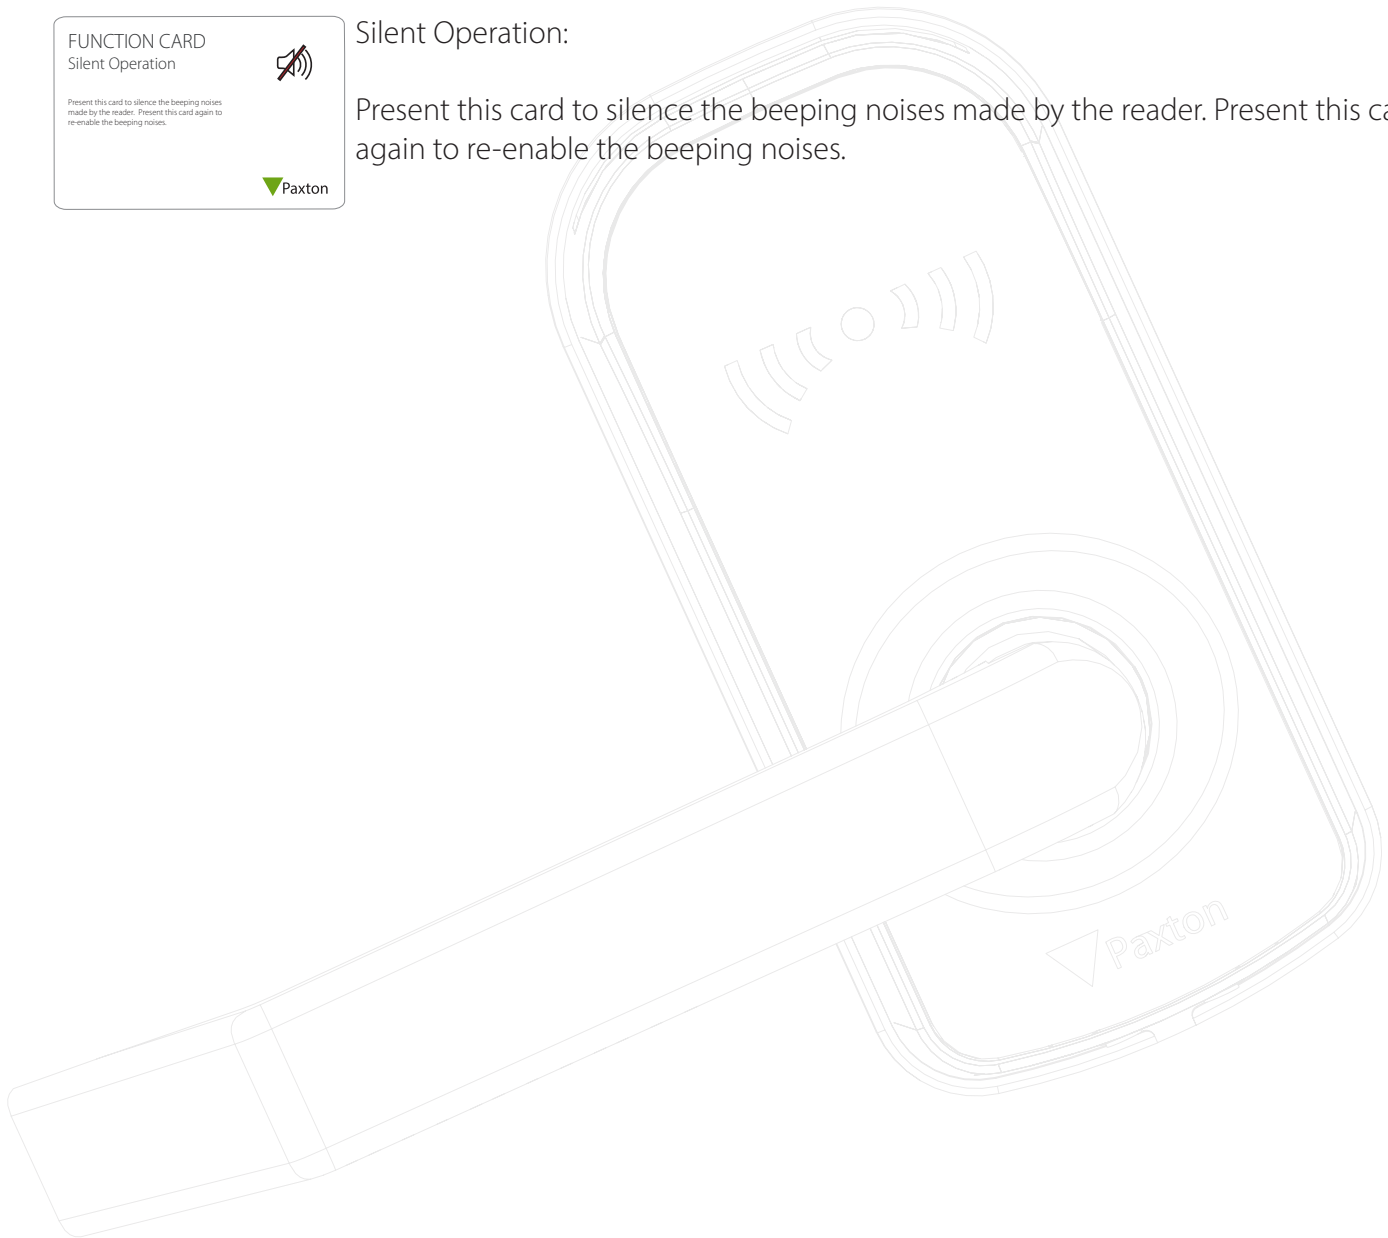 FUNCTION CARD
Silent Operation
Present this card to silence the beeping noises
made by the reader. Present this card again to
re-enable the beeping noises.
Paxton
Silent Operation:
Present this card to silence the beeping noises made by the reader. Present this ca
again to re-enable the beeping noises.
Paxton